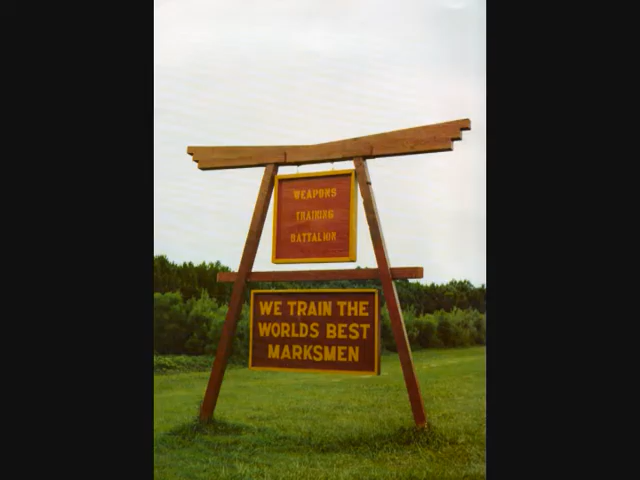 WEAPONS
TRAINING
BATTALION
WE TRAIN THE
WORLDS BEST
MARKSMEN